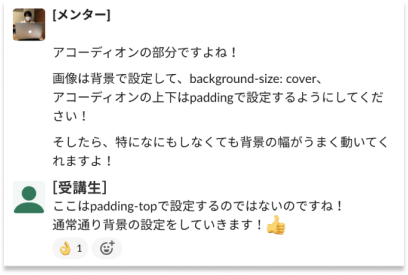 [メンター]
アコーディオンの部分ですよね！
画像は背景で設定して、background-size: cover、
アコーディオンの上下はpaddingで設定するようにしてくだ
さい！
そしたら、特になにもしなくても背景の幅がうまく動いてく
れますよ！
[受講生]
ここはpadding-topで設定するのではないのですね！
通常通り背景の設定をしていきます！👍
👌 1